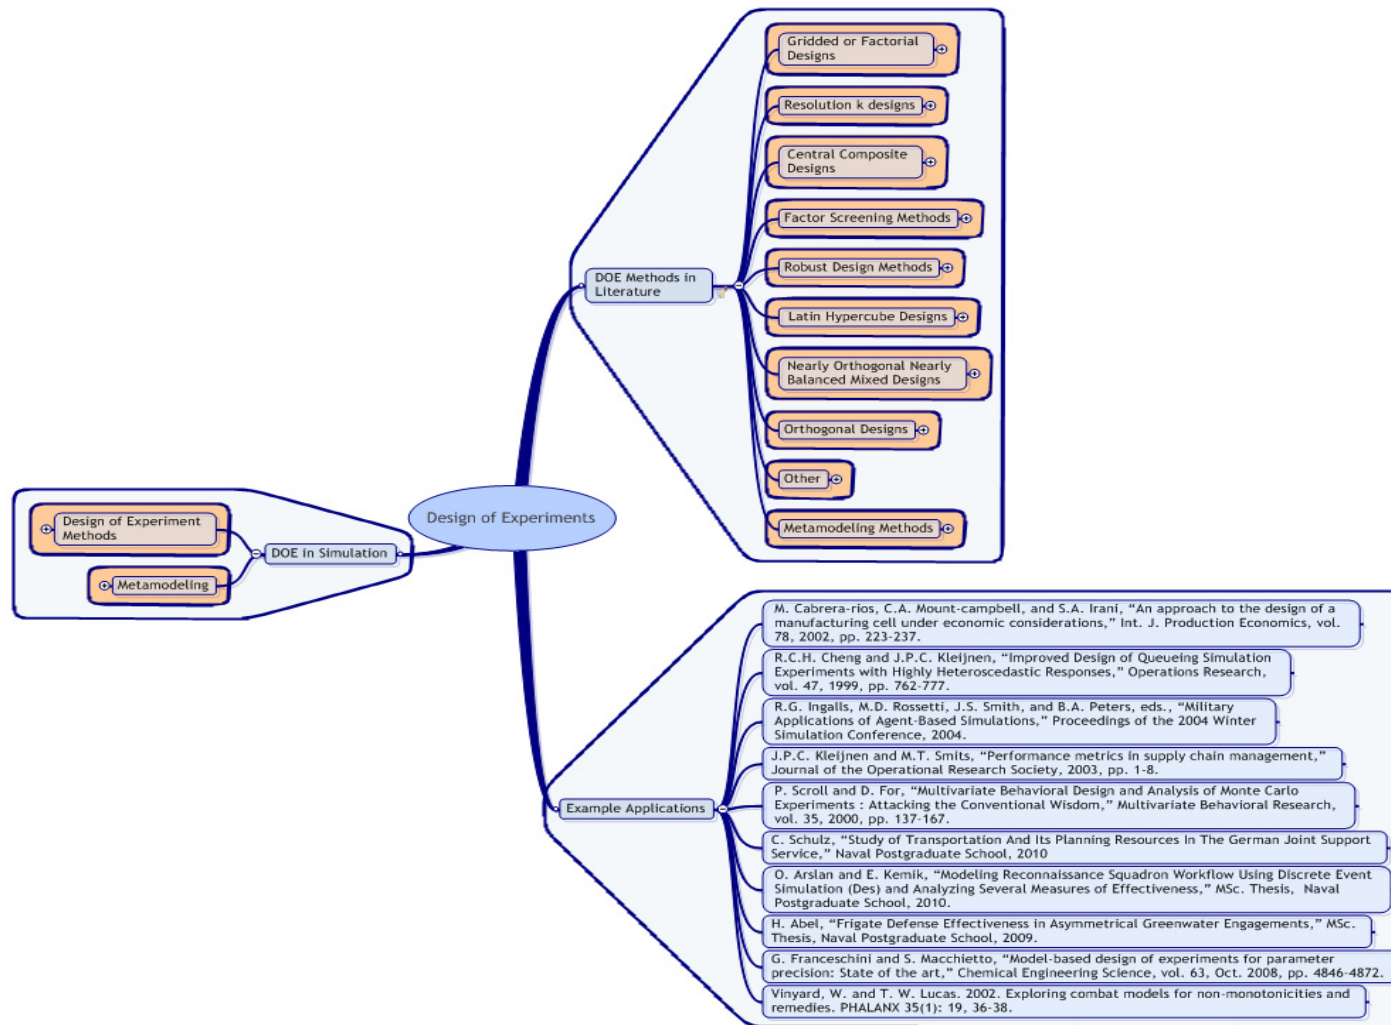 Gridded or Factorial
Designs
Resolution k designs
Central Composite
Designs
Factor Screening Methods
Robust Design Methods
DOE Methods in
Literature
Latin Hypercube Designs
Nearly Orthogonal Nearly
Balanced Mixed Designs
Orthogonal Designs
Other
Metamodeling Methods
Design of Experiments
Design of Experiment
Methods
DOE in Simulation
Metamodeling
Example Applications
M. Cabrera-rios, C.A. Mount-campbell, and S.A. Irani, “An approach to the design of a
manufacturing cell under economic considerations,” Int. J. Production Economics, vol.
78, 2002, pp. 223-237.
R.C.H. Cheng and J.P.C. Kleijnen, “Improved Design of Queueing Simulation
Experiments with Highly Heteroscedastic Responses,” Operations Research,
vol. 47, 1999, pp. 762-777.
R.G. Ingalls, M.D. Rossetti, J.S. Smith, and B.A. Peters, eds., “Military
Applications of Agent-Based Simulations,” Proceedings of the 2004 Winter
Simulation Conference, 2004.
J.P.C. Kleijnen and M.T. Smits, “Performance metrics in supply chain management,”
Journal of the Operational Research Society, 2003, pp. 1-8.
P. Scroll and D. For, “Multivariate Behavioral Design and Analysis of Monte Carlo
Experiments : Attacking the Conventional Wisdom,” Multivariate Behavioral Research,
vol. 35, 2000, pp. 137-167.
C. Schulz, “Study of Transportation And Its Planning Resources In The German Joint Support
Service,” Naval Postgraduate School, 2010
O. Arslan and E. Kemik, “Modeling Reconnaissance Squadron Workflow Using Discrete Event
Simulation (Des) and Analyzing Several Measures of Effectiveness,” MSc. Thesis, Naval
Postgraduate School, 2010.
H. Abel, “Frigate Defense Effectiveness in Asymmetrical Greenwater Engagements,” MSc.
Thesis, Naval Postgraduate School, 2009.
G. Franceschini and S. Macchietto, “Model-based design of experiments for parameter
precision: State of the art,” Chemical Engineering Science, vol. 63, Oct. 2008, pp. 4846-4872.
Vinyard, W. and T. W. Lucas. 2002. Exploring combat models for non-monotonicities and
remedies. PHALANX 35(1): 19, 36-38.